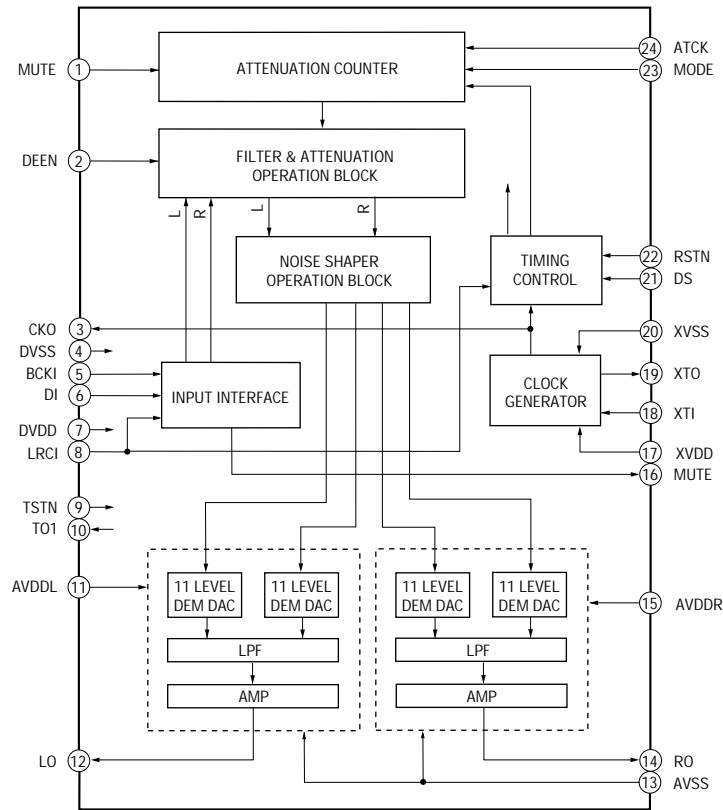 24 ATCK
MUTE 1 ATTENUATION COUNTER 23 MODE
DEEN 2 FILTER & ATTENUATION
OPERATION BLOCK
L R L R
NOISE SHAPER
OPERATION BLOCK
TIMING
CONTROL
22 RSTN
21 DS
CKO 3
DVSS 4
BCKI 5
DI 6
INPUT INTERFACE
DVDD 7
LRCI 8
20 XVSS
19 XTO
CLOCK
GENERATOR
18 XTI
17 XVDD
16 MUTE
TSTN 9
TO1 10
AVDDL 11
11 LEVEL
DEM DAC
11 LEVEL
DEM DAC
11 LEVEL
DEM DAC
11 LEVEL
DEM DAC
15 AVDDR
LPF LPF
AMP AMP
LO 12 14 RO
13 AVSS